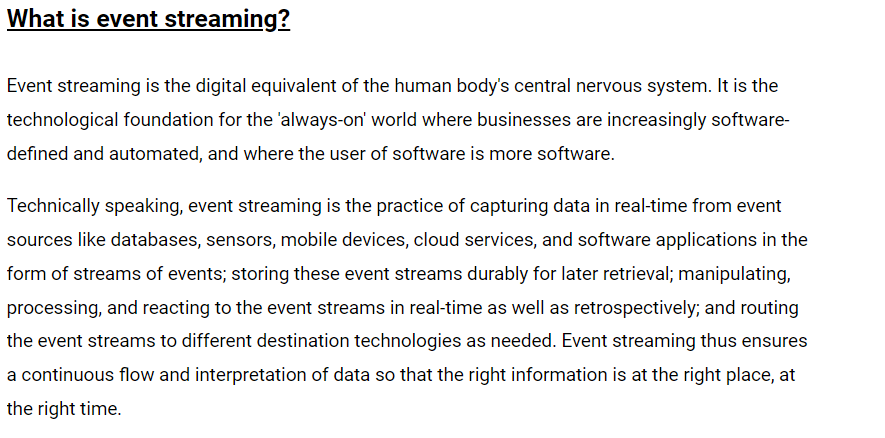 What is event streaming?
Event streaming is the digital equivalent of the human body's central nervous system. It is the
technological foundation for the 'always-on' world where businesses are increasingly software-
defined and automated, and where the user of software is more software.
Technically speaking, event streaming is the practice of capturing data in real-time from event
sources like databases, sensors, mobile devices, cloud services, and software applications in the
form of streams of events; storing these event streams durably for later retrieval; manipulating,
processing, and reacting to the event streams in real-time as well as retrospectively; and routing
the event streams to different destination technologies as needed. Event streaming thus ensures
a continuous flow and interpretation of data so that the right information is at the right place, at
the right time.